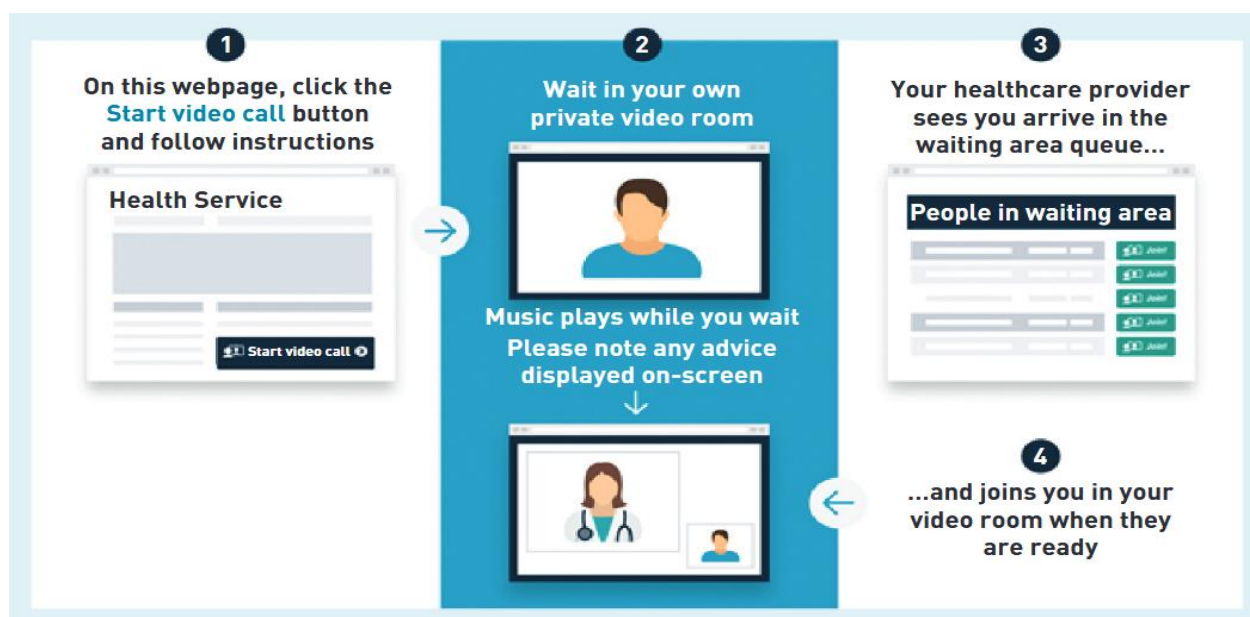 1
On this webpage, click the
Start video call button
and follow instructions
Health Service
Start video call
2
Wait in your own
private video room
Music plays while you wait
Please note any advice
displayed on-screen
3
Your healthcare provider
sees you arrive in the
waiting area queue...
People in waiting area
Join!
Join!
Join!
Join!
Join!
4
...and joins you in your
video room when they
are ready